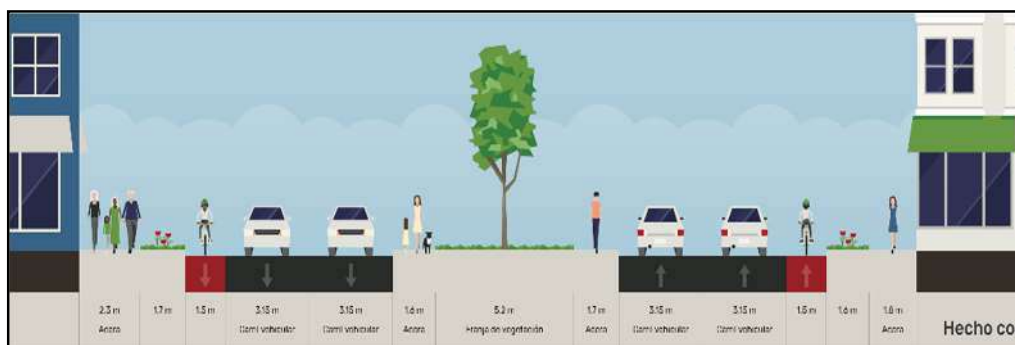 2.3 m 1.7 m 1.5 m 3.15 m 3.15 m 1.6 m 5.2 m 1.7 m 3.15 m 3.15 m 1.5 m 1.6 m 1.8 m
Acera Carril vehicular Carril vehicular Acera Franja de vegetación Acera Carril vehicular Carril vehicular Acera
Hecho co